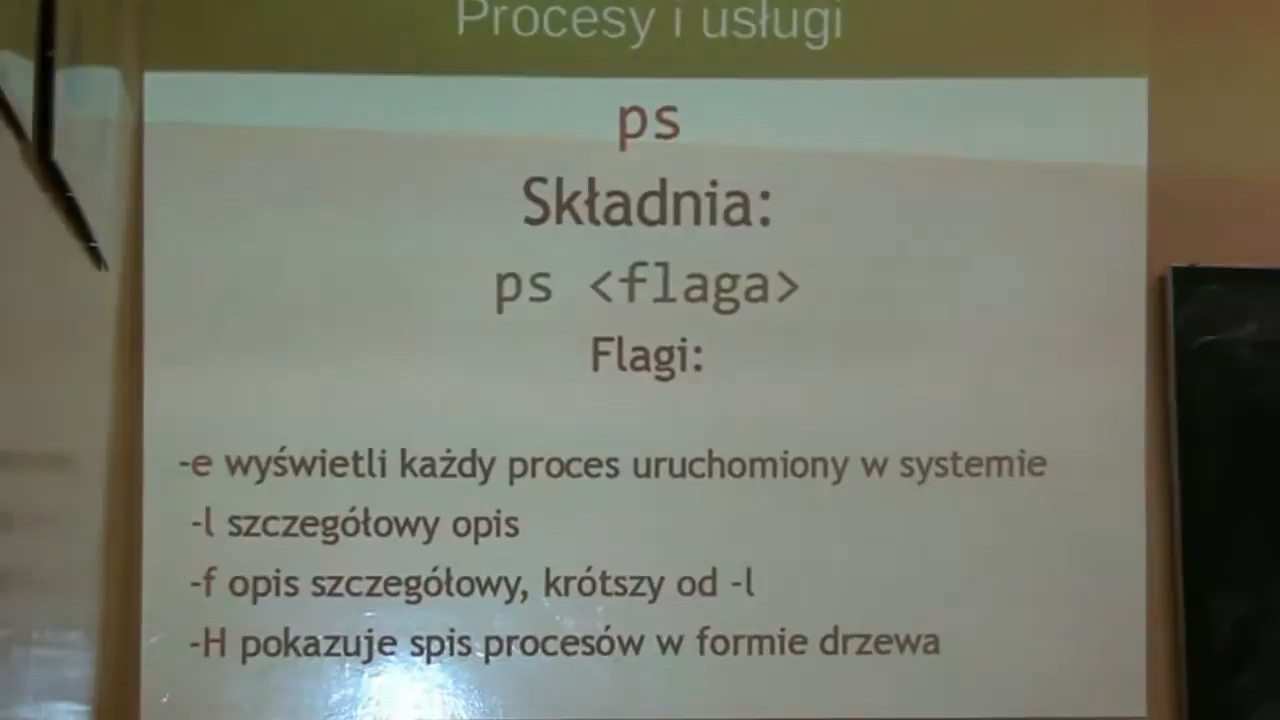 Procesy i usługi
ps
Składnia:
ps <flaga>
Flagi:
-e wyświetli każdy proces uruchomiony w systemie
-l szczegółowy opis
-f opis szczegółowy, krótszy od -l
-H pokazuje spis procesów w formie drzewa